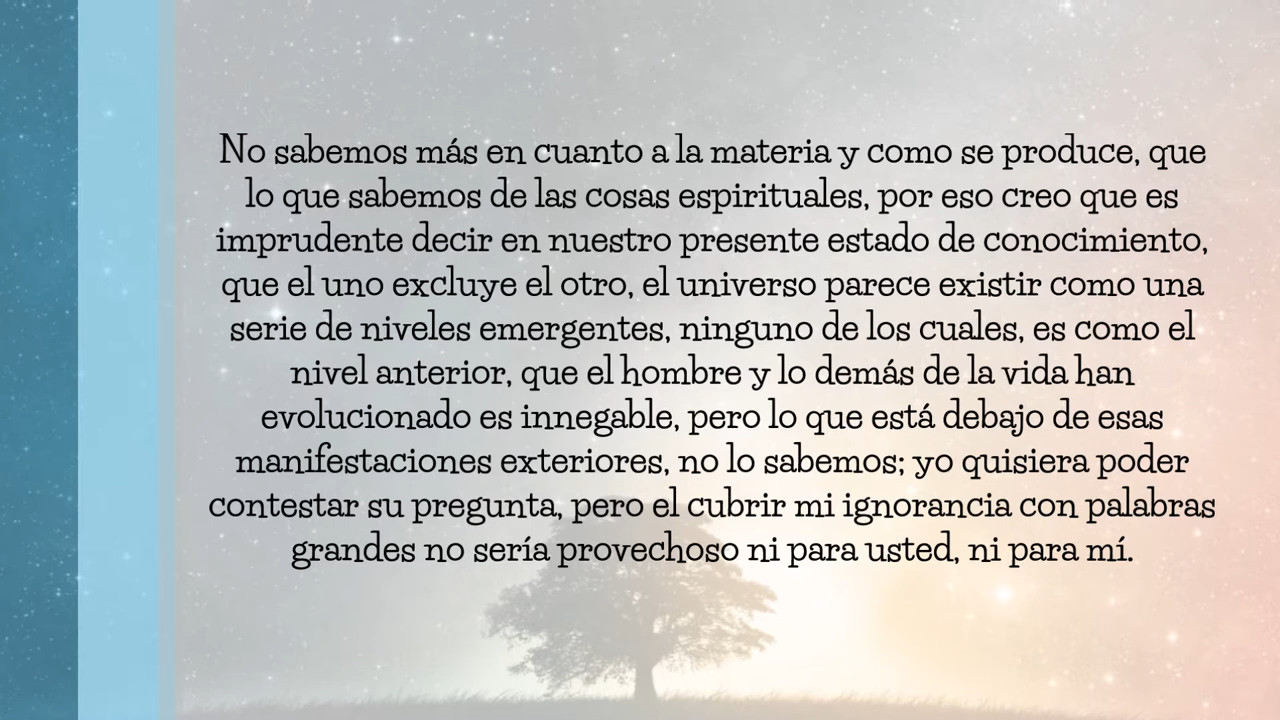 No sabemos más en cuanto a la materia y como se produce, que
lo que sabemos de las cosas espirituales, por eso creo que es
imprudente decir en nuestro presente estado de conocimiento,
que el uno excluye el otro, el universo parece existir como una
serie de niveles emergentes, ninguno de los cuales, es como el
nivel anterior, que el hombre y lo demás de la vida han
evolucionado es innegable, pero lo que está debajo de esas
manifestaciones exteriores, no lo sabemos; yo quisiera poder
contestar su pregunta, pero el cubrir mi ignorancia con palabras
grandes no sería provechoso ni para usted, ni para mí.